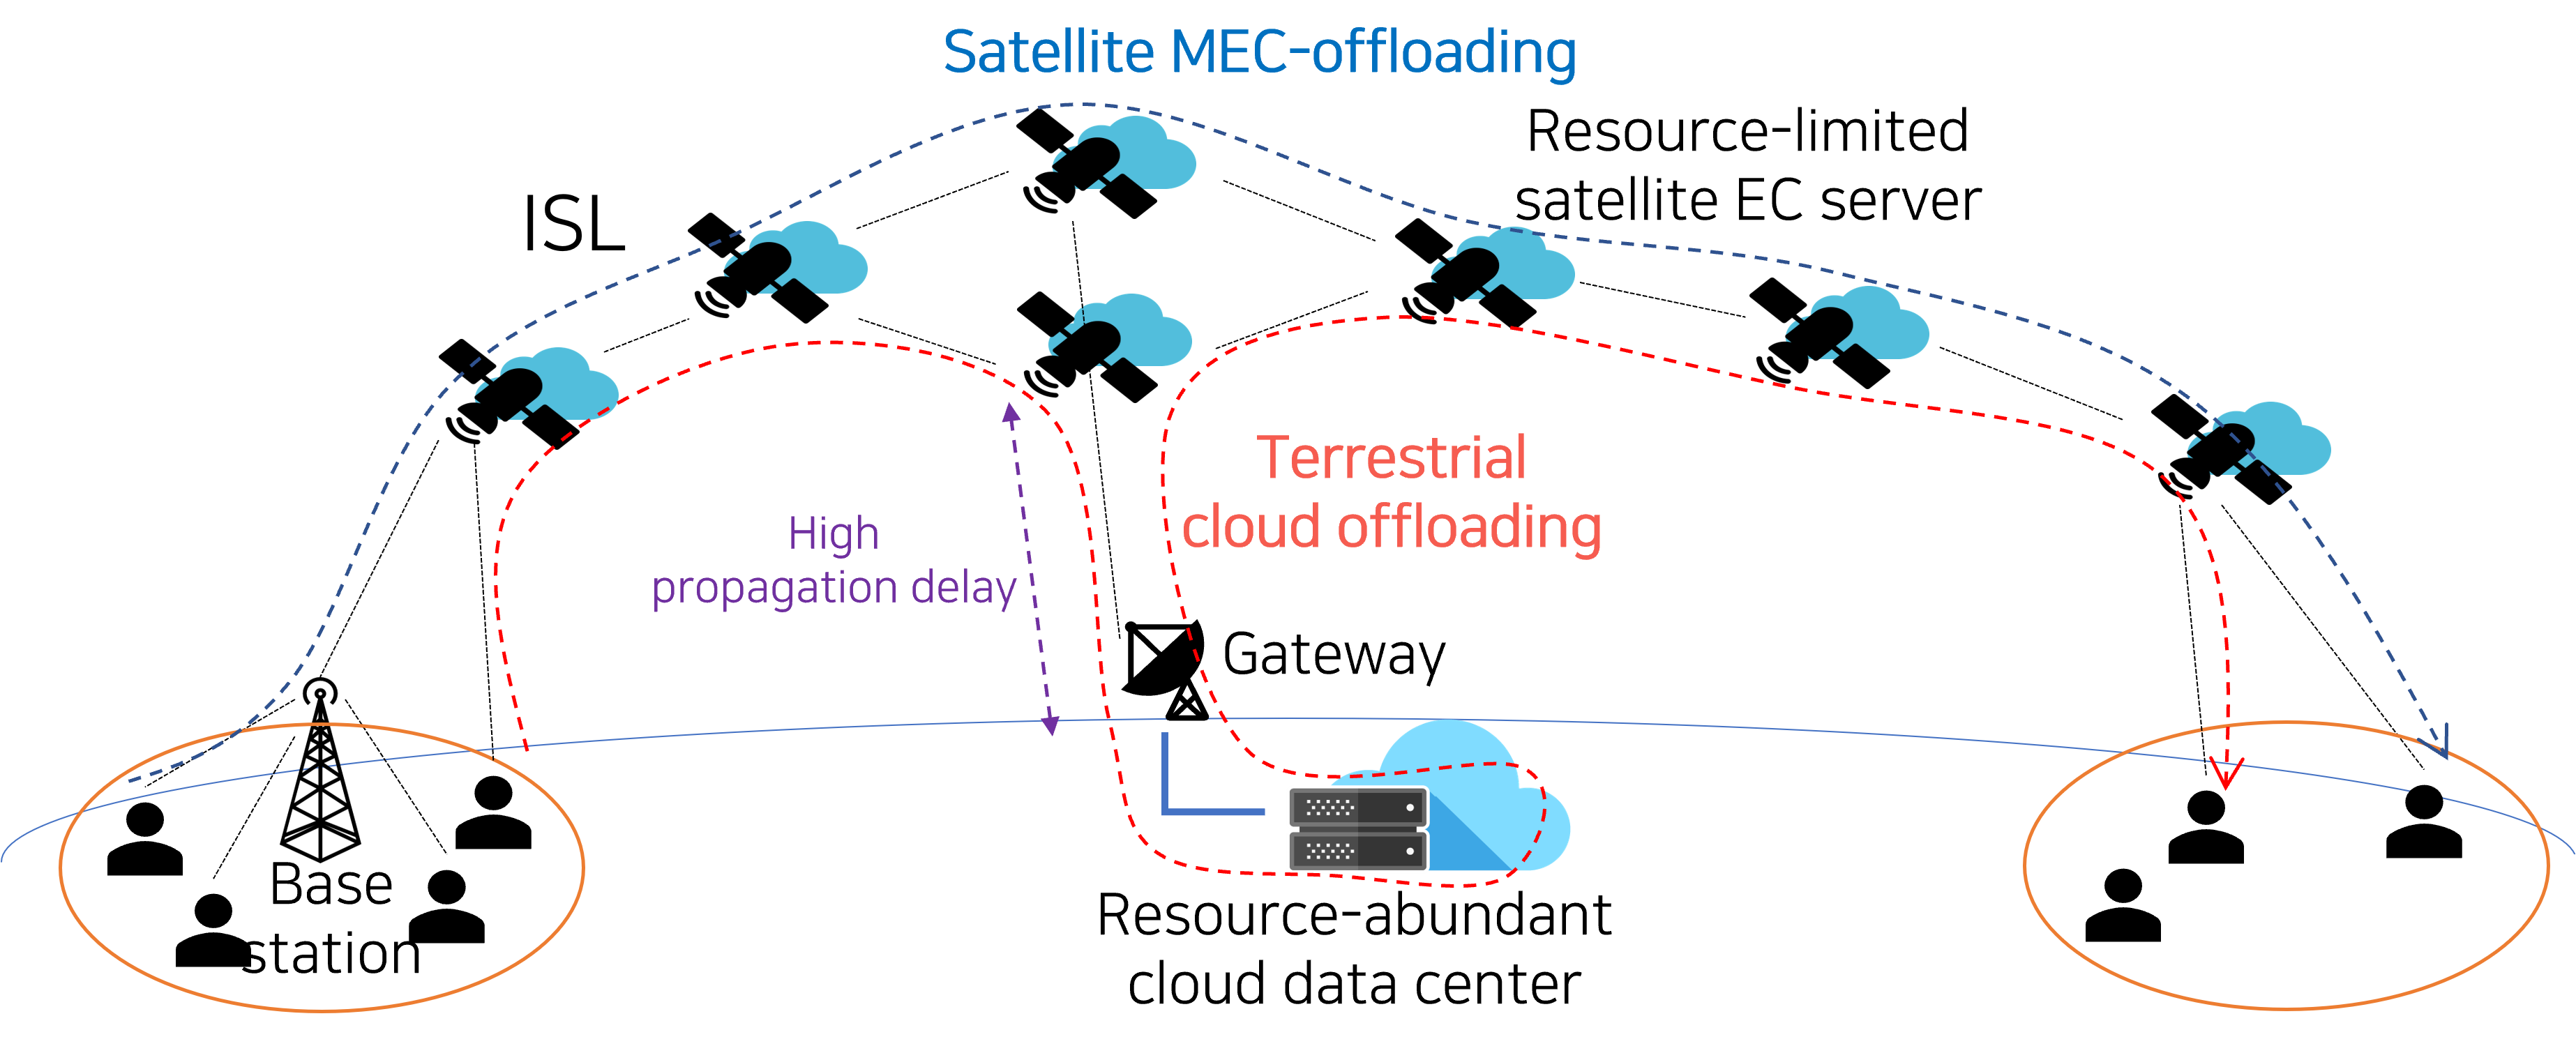 Satellite MEC-offloading
Resource-limited
satellite EC server
ISL
Terrestrial
cloud offloading
High
propagation delay
Gateway
Base
station
Resource-abundant
cloud data center